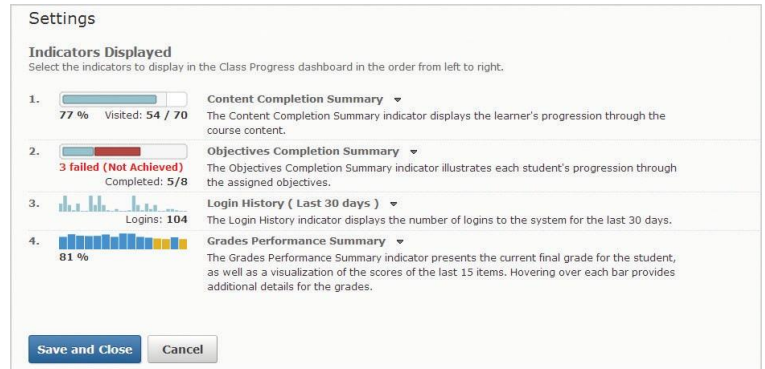 Settings
Indicators Displayed
Select the indicators to display in the Class Progress dashboard in the order from left to right.
1.
77 % Visited: 54 / 70
Content Completion Summary
The Content Completion Summary indicator displays the learner's progression through the
course content.
2.
3 failed (Not Achieved)
Completed: 5/8
Objectives Completion Summary
The Objectives Completion Summary indicator illustrates each student's progression through
the assigned objectives.
3.
Logins: 104
Login History ( Last 30 days )
The Login History indicator displays the number of logins to the system for the last 30 days.
4.
81 %
Grades Performance Summary
The Grades Performance Summary indicator presents the current final grade for the student,
as well as a visualization of the scores of the last 15 items. Hovering over each bar provides
additional details for the grades.
Save and Close
Cancel